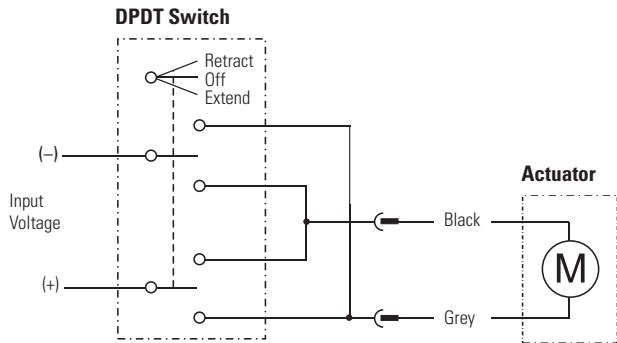 DPDT Switch
Retract
Off
Extend
(–)
Input
Voltage
(+)
Black
Grey
Actuator
M